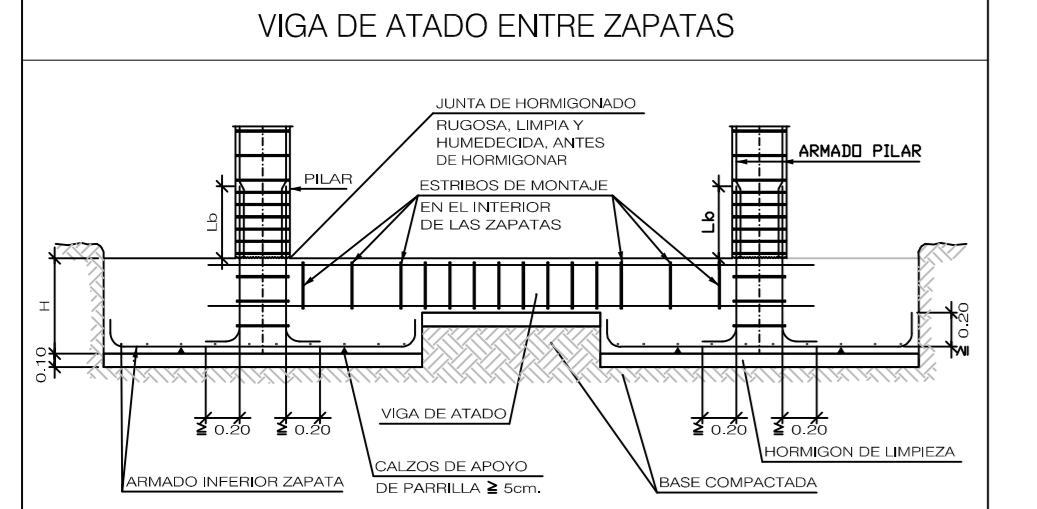 VIGA DE ATADO ENTRE ZAPATAS
JUNTA DE HORMIGONADO
RUGOSA, LIMPIA Y
HUMEDECIDA, ANTES
DE HORMIGONAR
ARMADO PILAR
PILAR
ESTRIBOS DE MONTAJE
EN EL INTERIOR
DE LAS ZAPATAS
Lb
Lb
H
0.10
≧ 0.20
≧ 0.20
≧ 0.20
≧ 0.20
≧ 0.20
VIGA DE ATADO
HORMIGON DE LIMPIEZA
CALZOS DE APOYO
DE PARRILLA ≧ 5cm.
ARMADO INFERIOR ZAPATA
BASE COMPACTADA